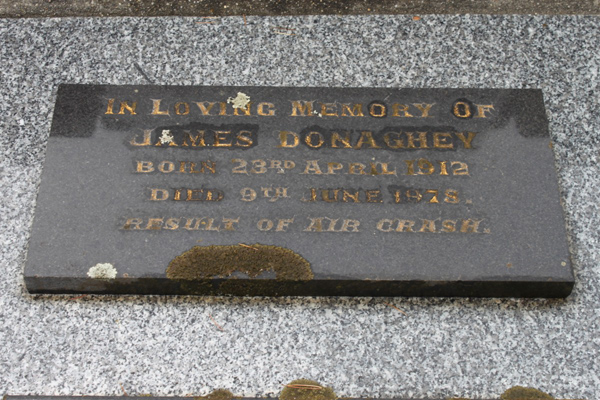 IN LOVING MEMORY OF
JAMES DONAGHEY
BORN 23RD APRIL 1912
DIED 9TH JUNE 1978.
RESULT OF AIR CRASH.